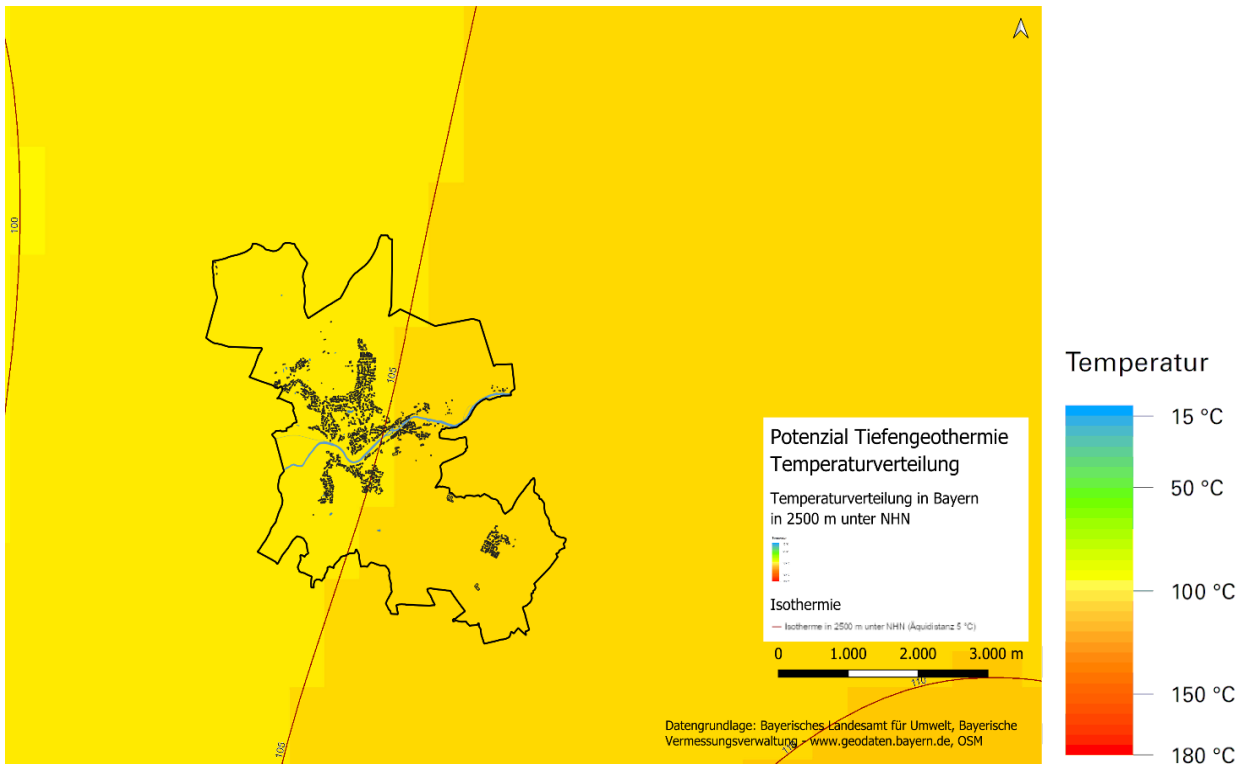 100
105
105
110
110
Potenzial Tiefengeothermie
Temperaturverteilung
Temperaturverteilung in Bayern
in 2500 m unter NHN
Isothermie
Isotherme in 2500 m unter NHN (Äquidistanz 5 °C)
0 1.000 2.000 3.000 m
Datengrundlage: Bayerisches Landesamt für Umwelt, Bayerische
Vermessungsverwaltung - www.geodaten.bayern.de, OSM
Temperatur
15 °C
50 °C
100 °C
150 °C
180 °C